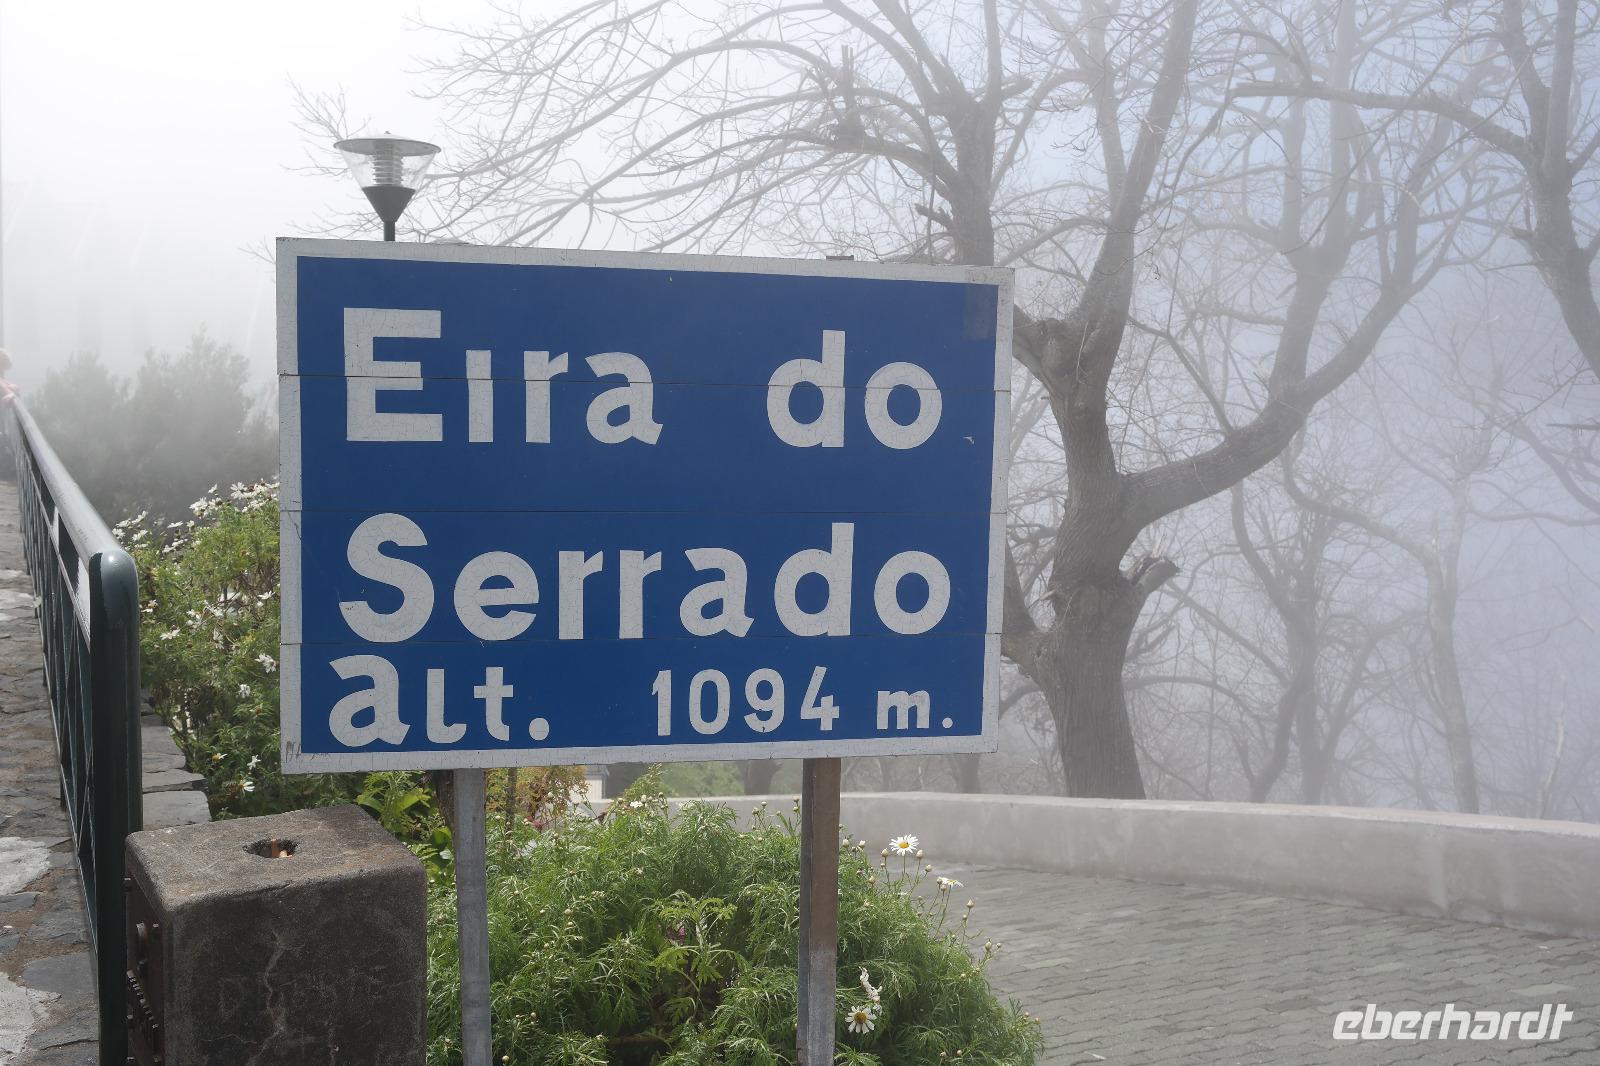 Eira do
Serrado
alt. 1094 m.
eberhardt